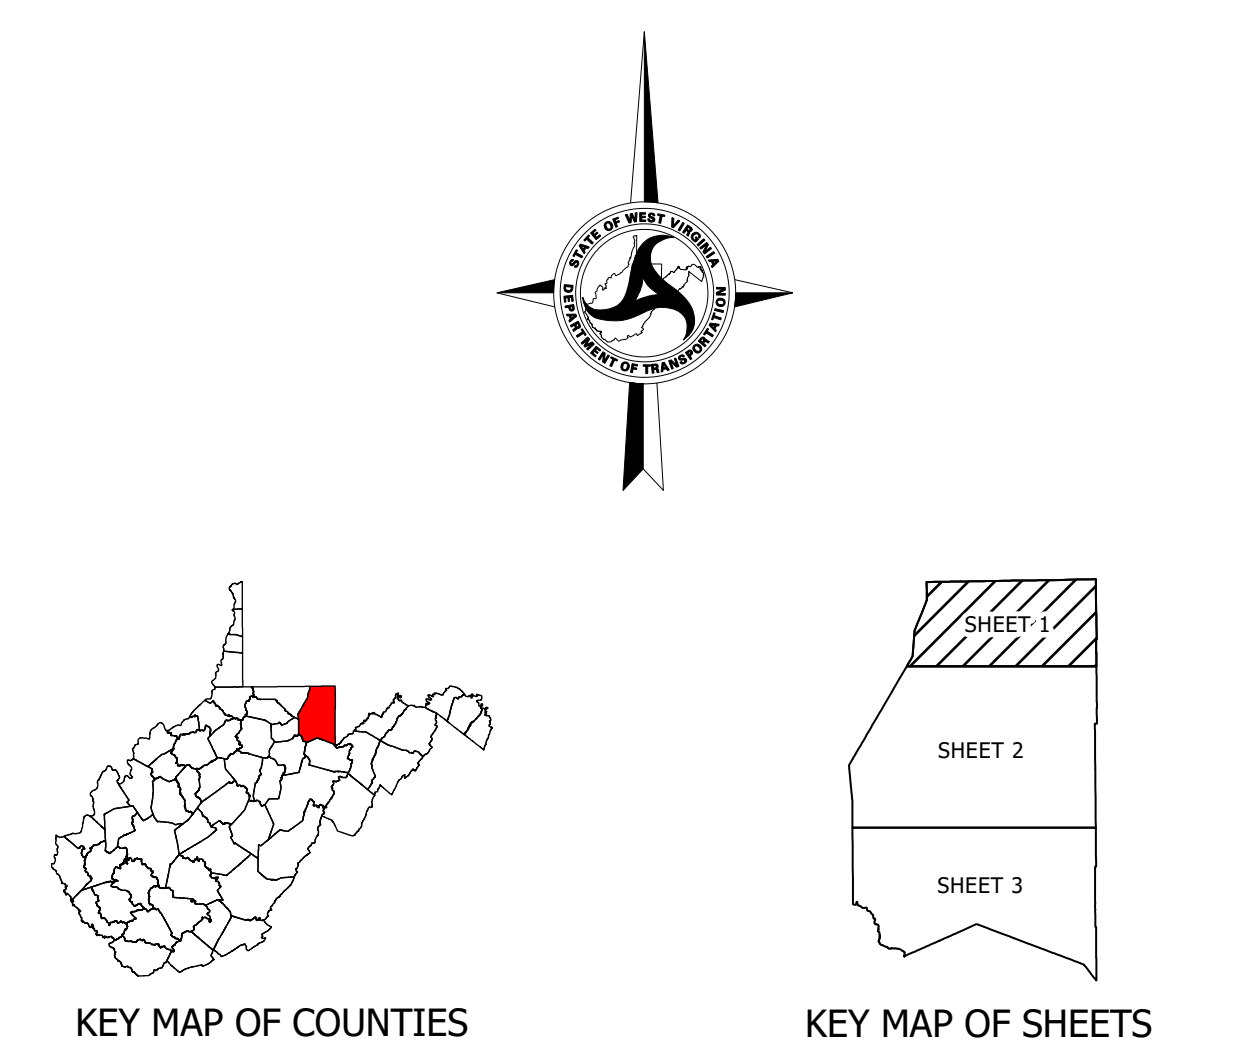 STATE OF WEST VIRGINIA
DEPARTMENT OF TRANSPORTATION
SHEET 1
SHEET 2
SHEET 3
KEY MAP OF COUNTIES
KEY MAP OF SHEETS